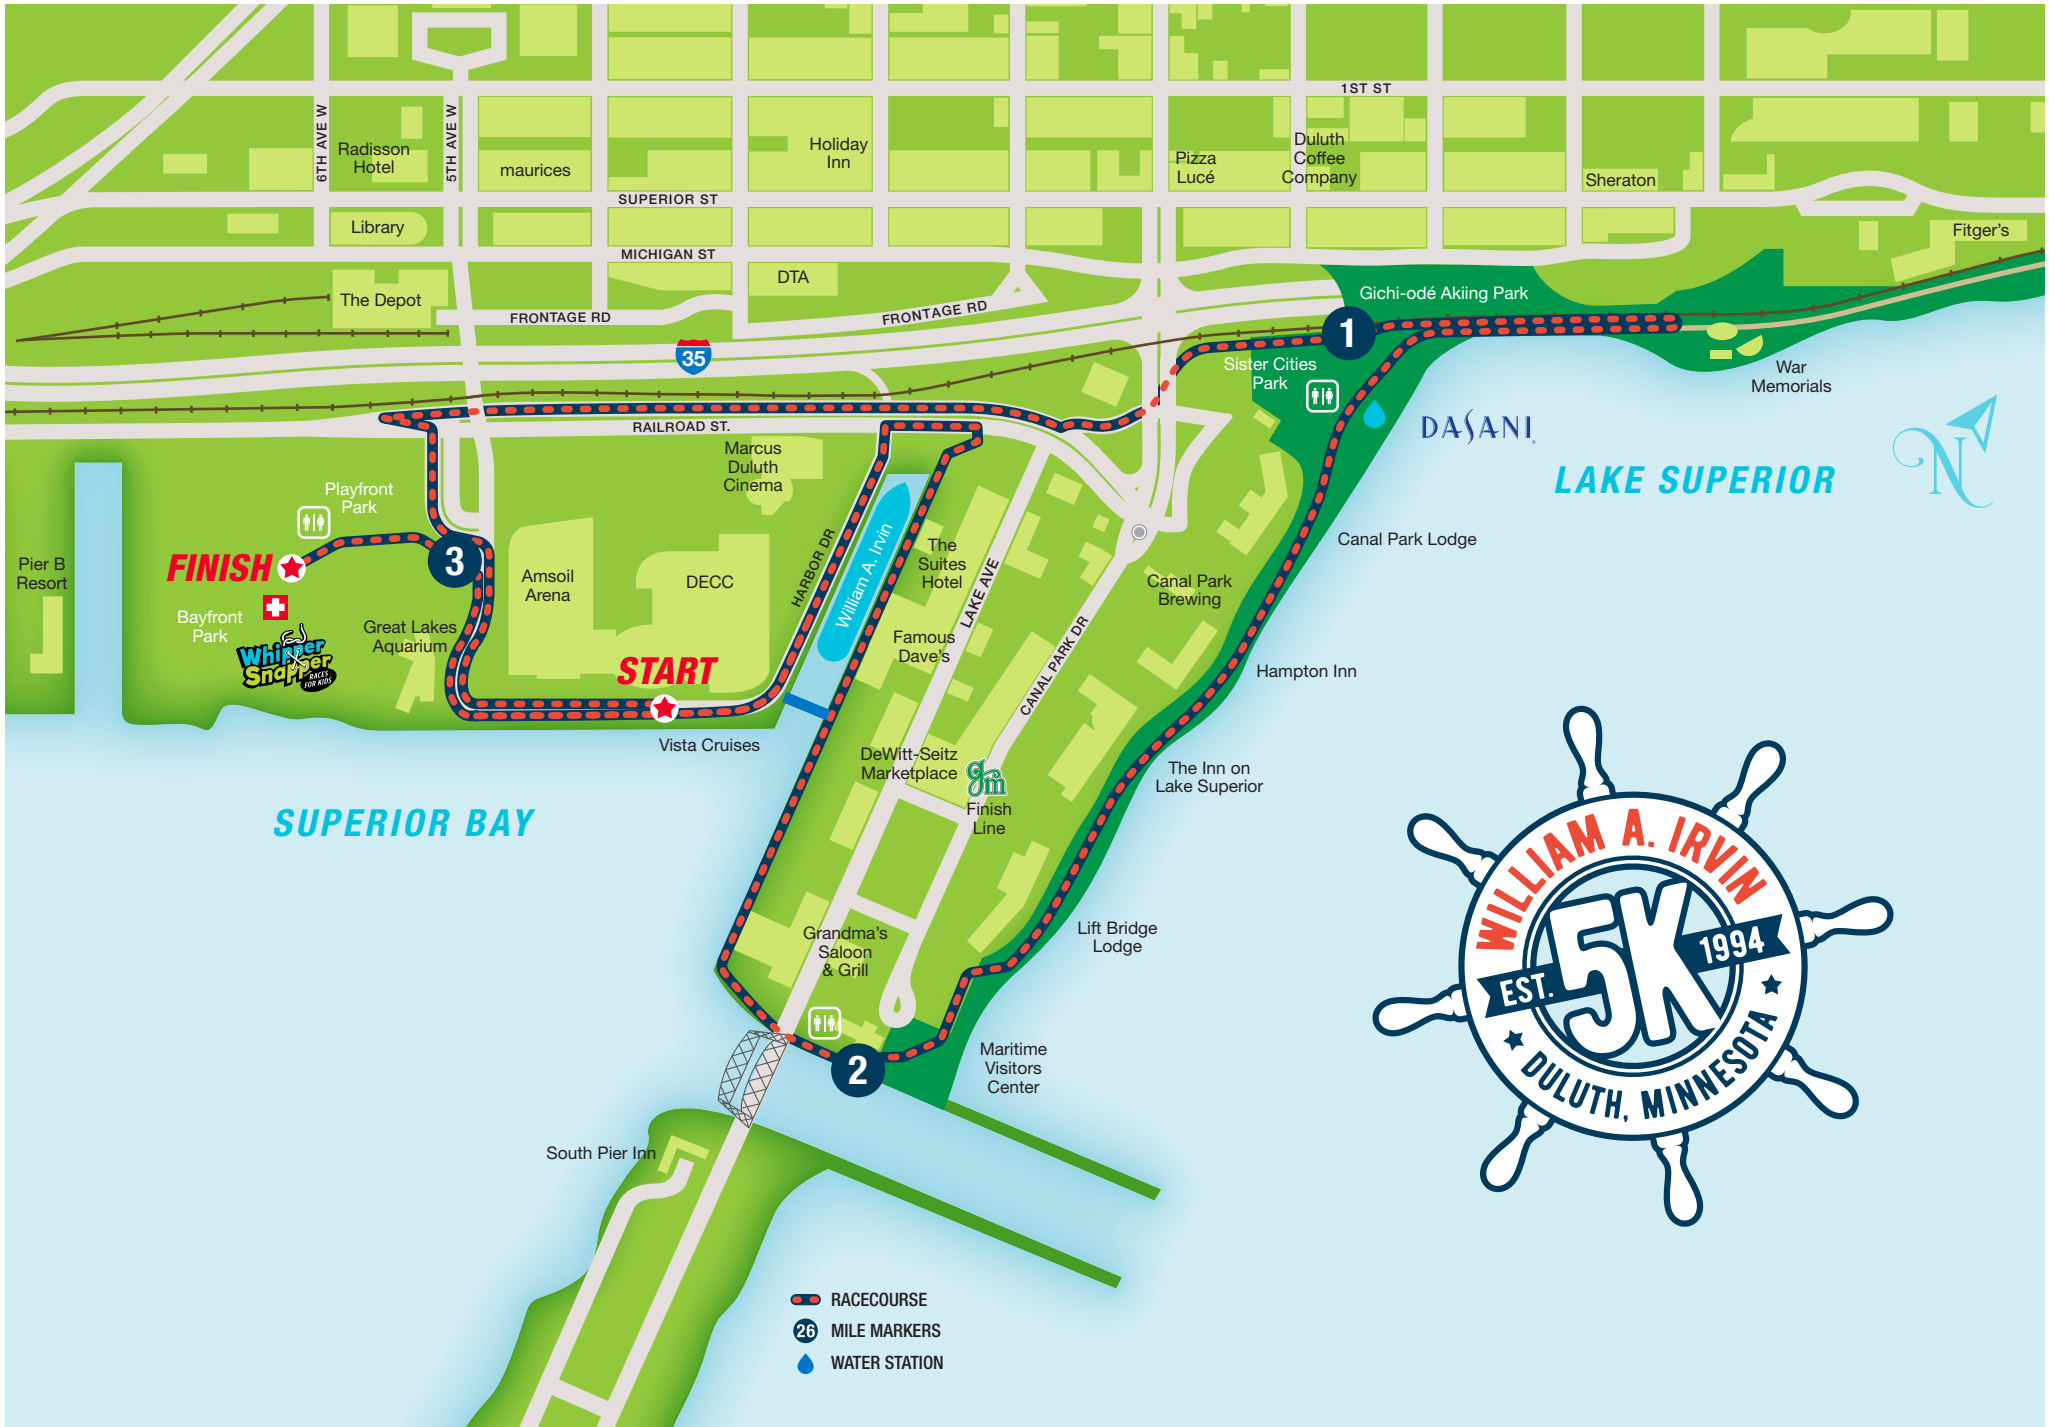 1ST ST
6TH AVE W
5TH AVE W
Radisson
Hotel
maurices
Holiday
Inn
Pizza
Lucé
Duluth
Coffee
Company
Sheraton
SUPERIOR ST
Library
Fitger's
MICHIGAN ST
DTA
The Depot
FRONTAGE RD
FRONTAGE RD
35
Gichi-odé Akiing Park
1
Sister Cities
Park
War
Memorials
RAILROAD ST.
DASANI
N
LAKE SUPERIOR
Marcus
Duluth
Cinema
Playfront
Park
Canal Park Lodge
Pier B
Resort
FINISH
3
Amsoil
Arena
DECC
HARBOR DR
William A. Irvin
The
Suites
Hotel
LAKE AVE
Canal Park
Brewing
Bayfront
Park
Whipper
Snapper
RACES
FOR KIDS
Great Lakes
Aquarium
START
Famous
Dave's
CANAL PARK DR
Hampton Inn
Vista Cruises
DeWitt-Seitz
Marketplace
gm
Finish
Line
The Inn on
Lake Superior
SUPERIOR BAY
Grandma's
Saloon
& Grill
Lift Bridge
Lodge
2
Maritime
Visitors
Center
South Pier Inn
WILLIAM A. IRVIN
5K
EST. 1994
DULUTH, MINNESOTA
RACECOURSE
26 MILE MARKERS
WATER STATION